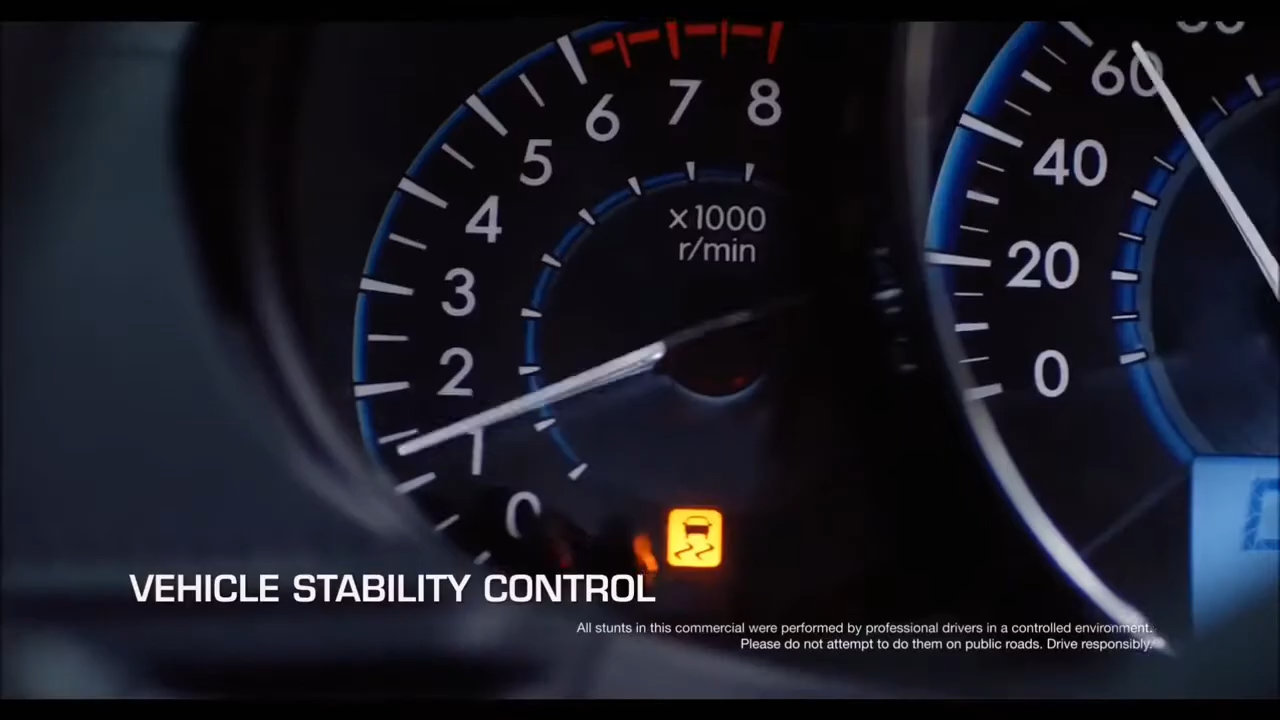 8
7
6
5
4
3
2
1
0
x1000
r/min
60
40
20
0
VEHICLE STABILITY CONTROL
All stunts in this commercial were performed by professional drivers in a controlled environment.
Please do not attempt to do them on public roads. Drive responsibly.